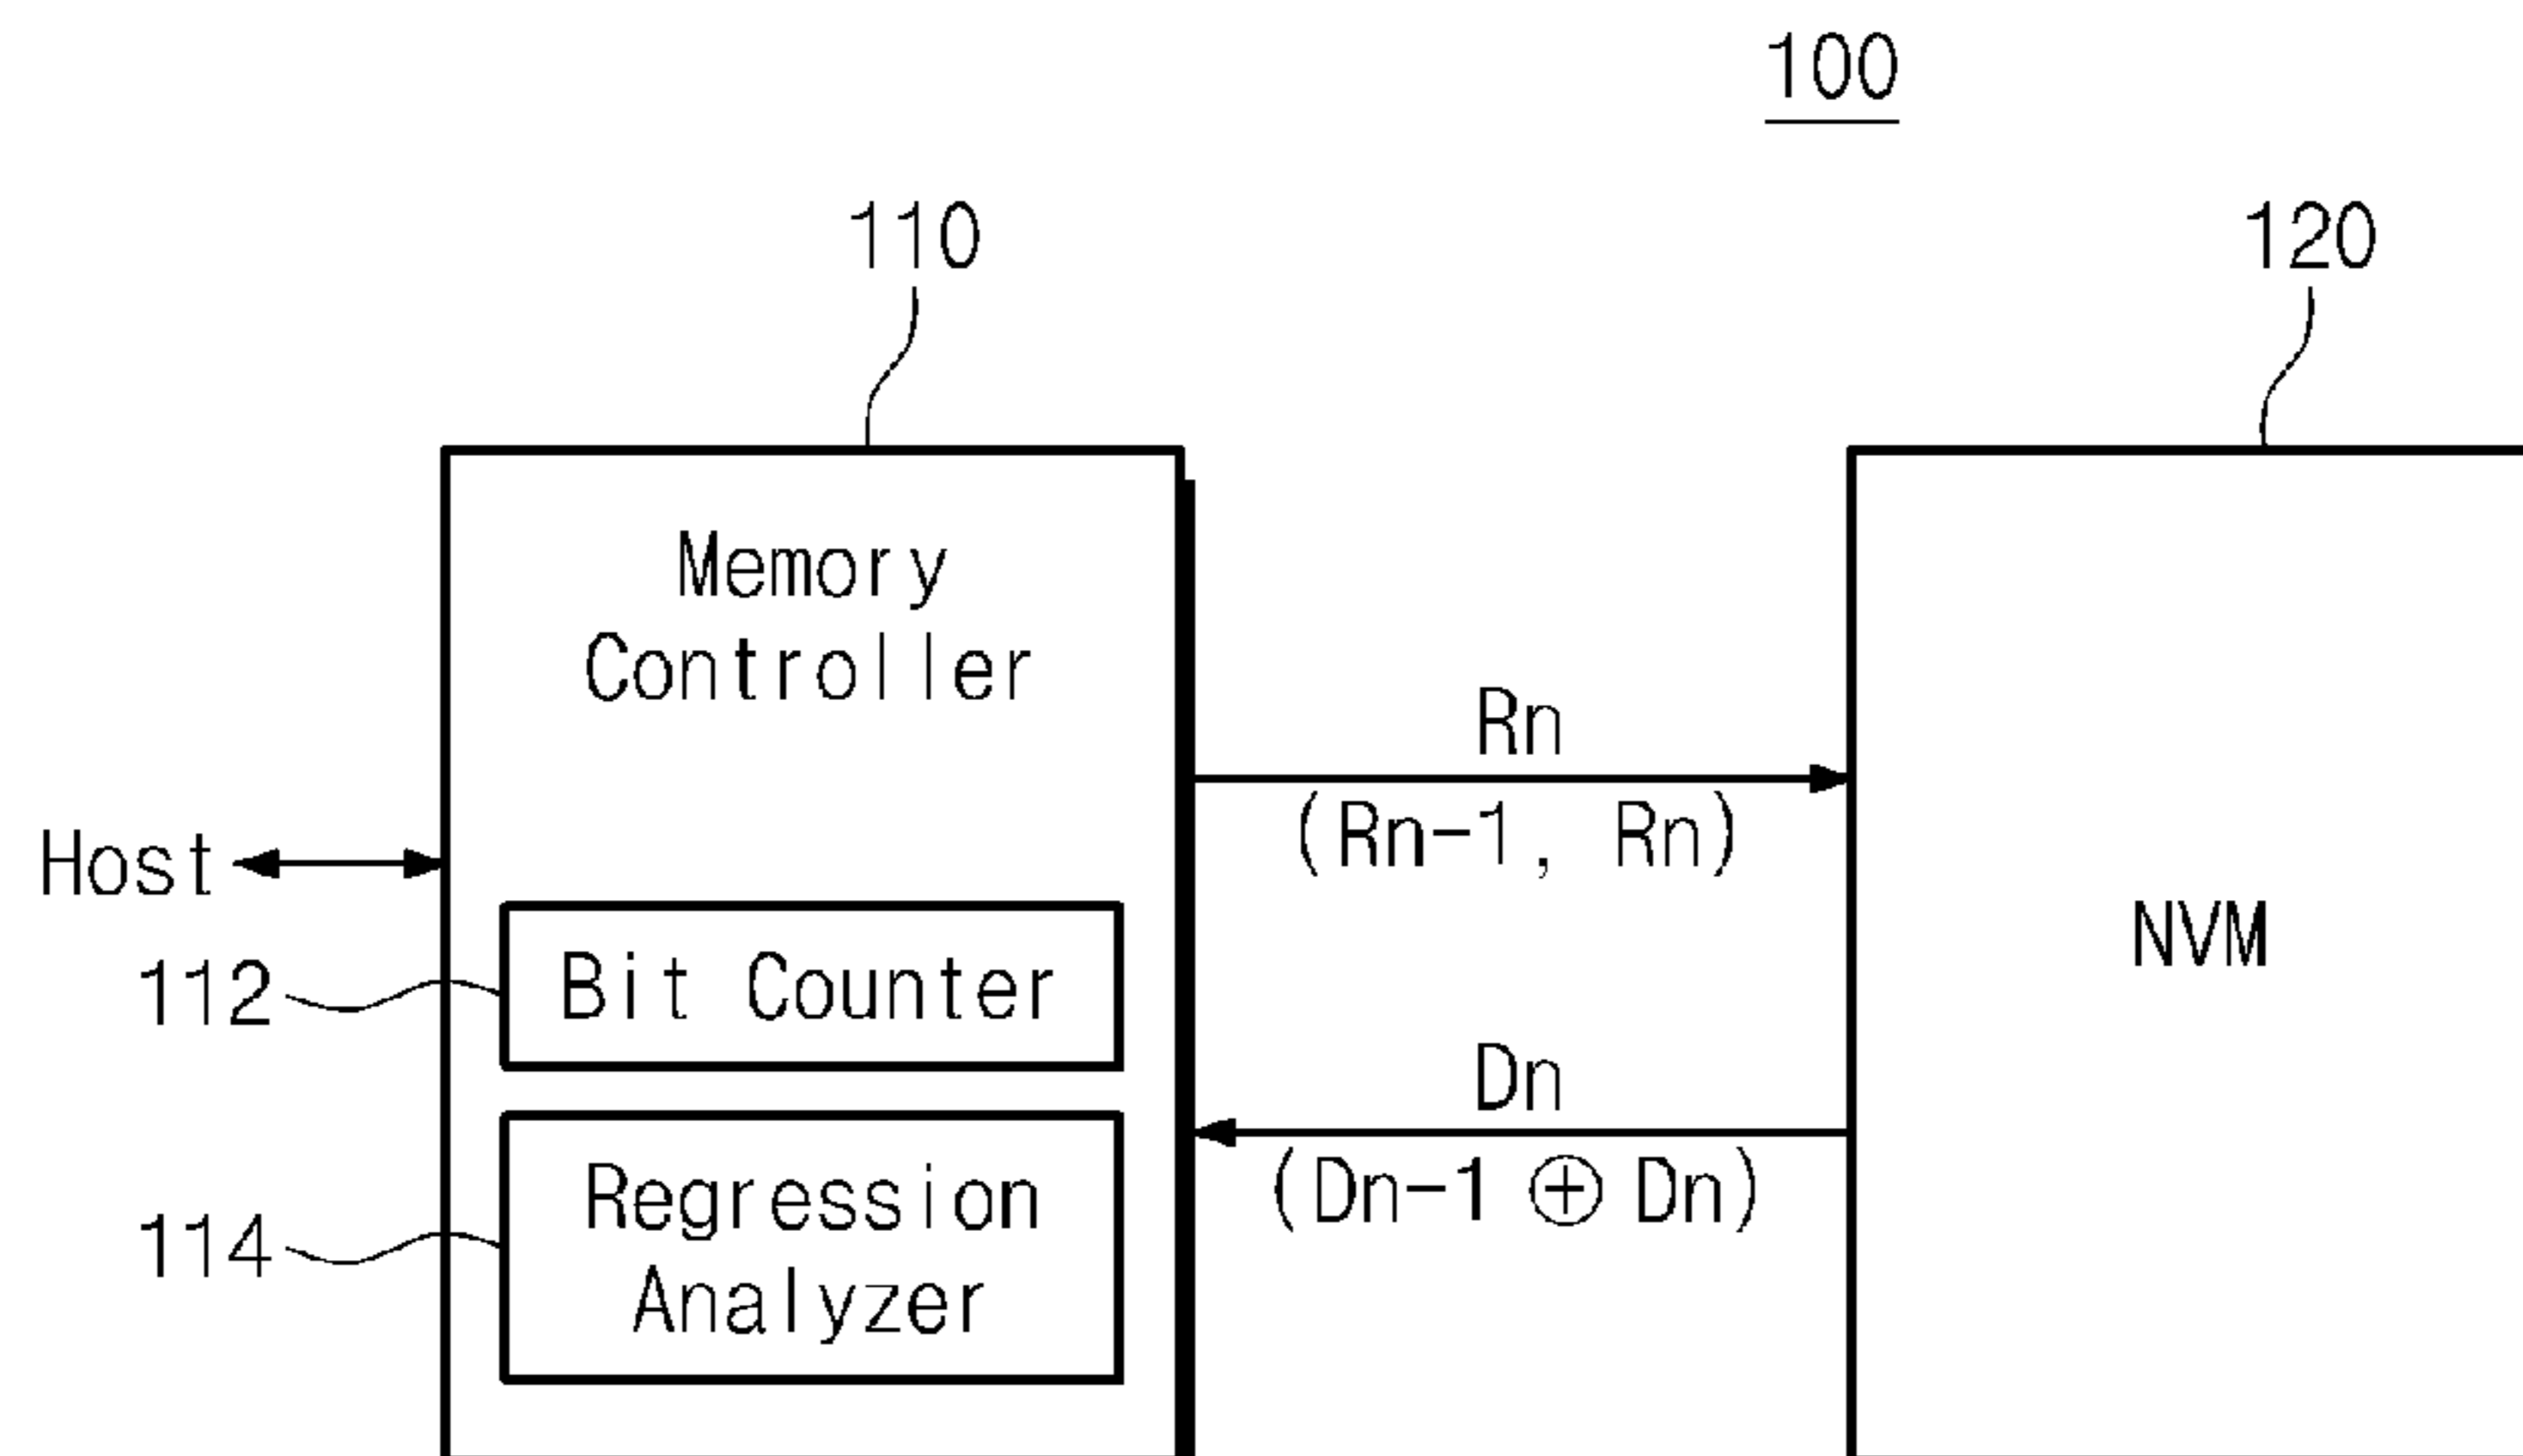 100
110
120
Memory
Controller
Rn
(Rn-1, Rn)
Host
NVM
112
Bit Counter
Dn
(Dn-1 ⊕ Dn)
114
Regression
Analyzer